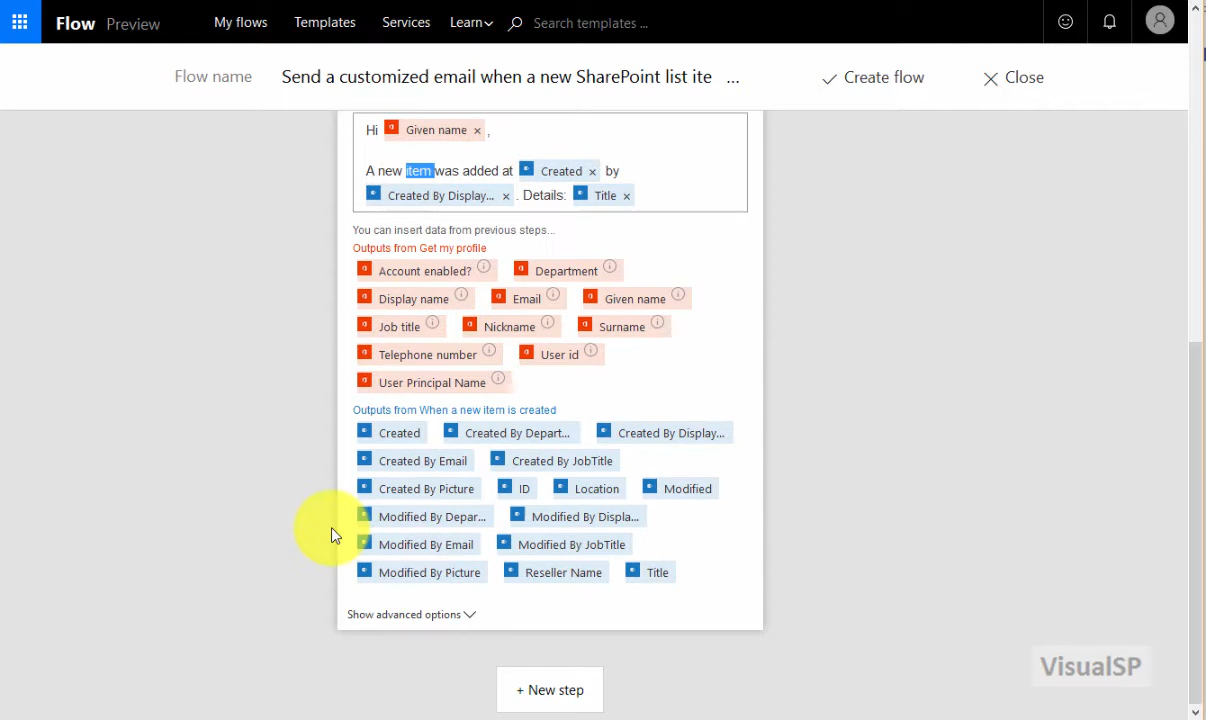 Flow Preview My flows Templates Services Learn Search templates ...
Flow name Send a customized email when a new SharePoint list ite ... Create flow Close
Hi Given name × ,
A new item was added at Created × by
Created By Display... × . Details: Title ×
You can insert data from previous steps...
Outputs from Get my profile
Account enabled? Department
Display name Email Given name
Job title Nickname Surname
Telephone number User id
User Principal Name
Outputs from When a new item is created
Created Created By Depart... Created By Display...
Created By Email Created By JobTitle
Created By Picture ID Location Modified
Modified By Depar... Modified By Displa...
Modified By Email Modified By JobTitle
Modified By Picture Reseller Name Title
Show advanced options
VisualSP
+ New step